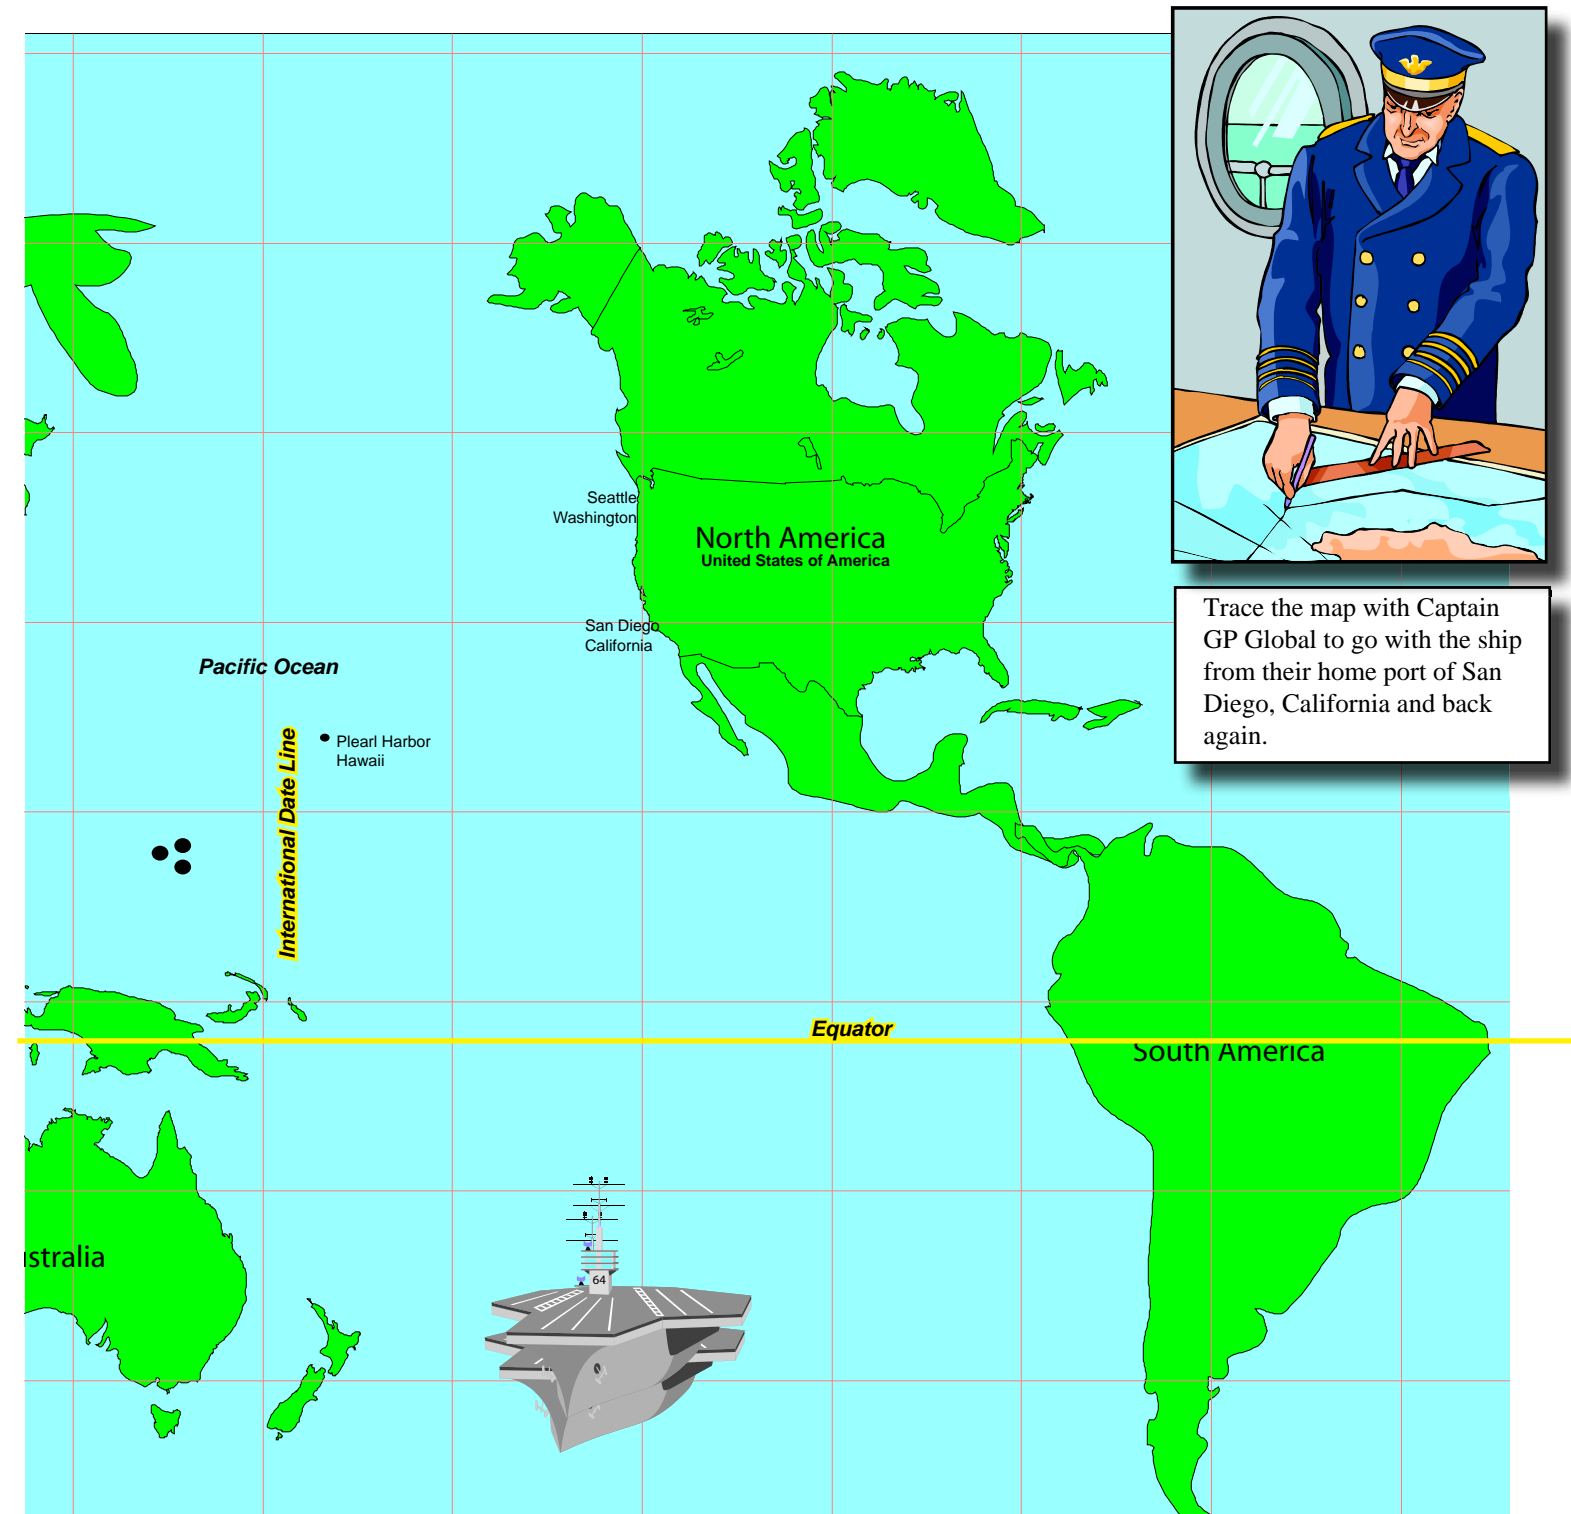 Seattle
Washington
North America
United States of America
San Diego
California
Trace the map with Captain
GP Global to go with the ship
from their home port of San
Diego, California and back
again.
Pacific Ocean
International Date Line
Plearl Harbor
Hawaii
Equator
South America
ustralia
64